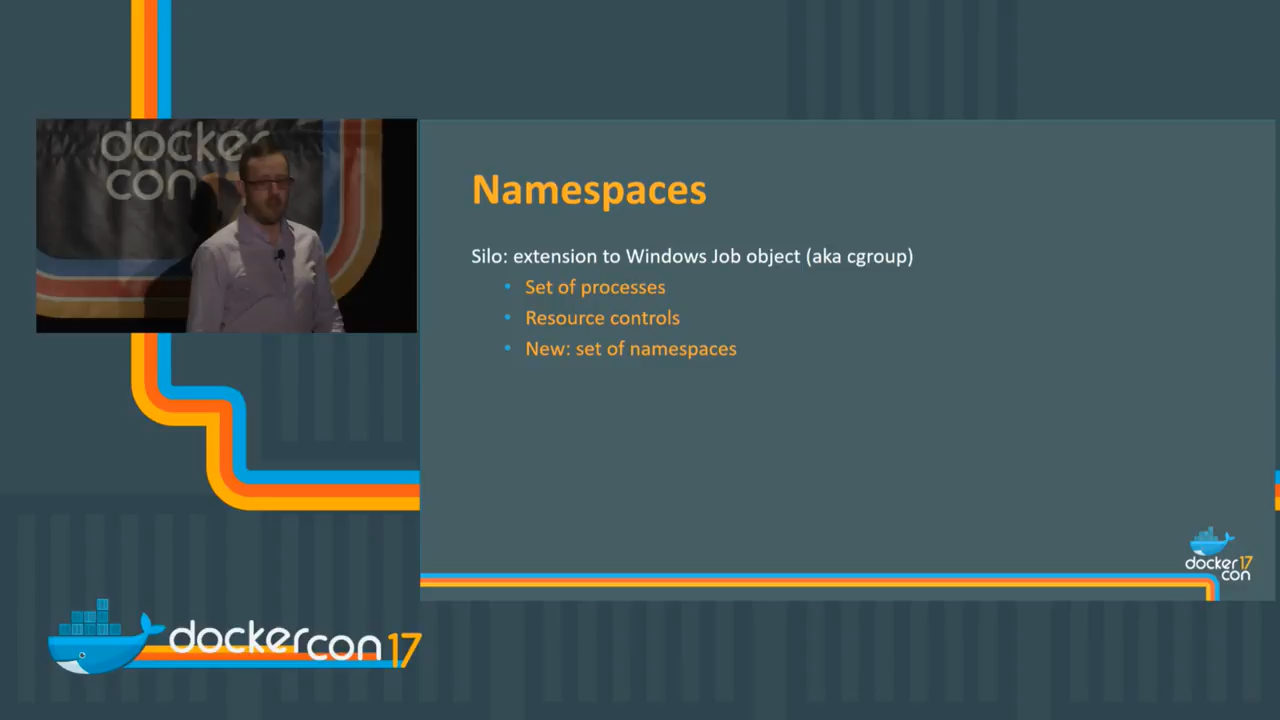 docker
con
Namespaces
Silo: extension to Windows Job object (aka cgroup)
• Set of processes
• Resource controls
• New: set of namespaces
docker 17
con
dockercon 17